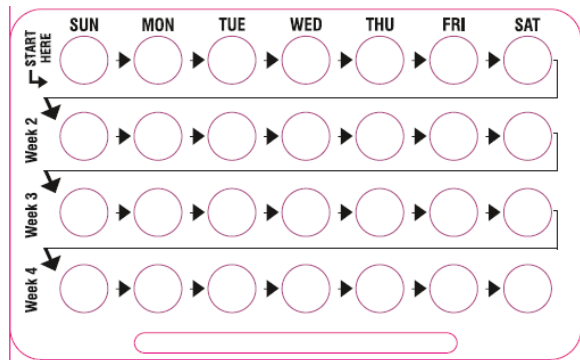 SUN MON TUE WED THU FRI SAT
START
HERE
Week 2
Week 3
Week 4